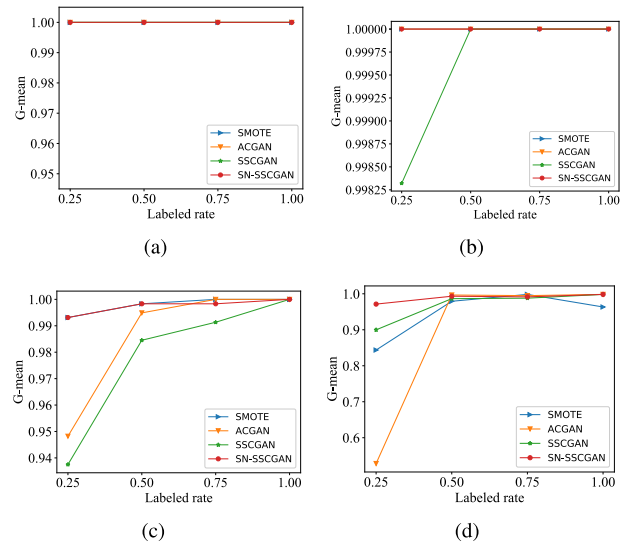 1.00
0.99
0.98
0.97
0.96
0.95
G-mean
0.25 0.50 0.75 1.00
Labeled rate
SMOTE
ACGAN
SSCGAN
SN-SSCGAN
(a)
1.00000
0.99975
0.99950
0.99925
0.99900
0.99875
0.99850
0.99825
G-mean
0.25 0.50 0.75 1.00
Labeled rate
SMOTE
ACGAN
SSCGAN
SN-SSCGAN
(b)
1.00
0.99
0.98
0.97
0.96
0.95
0.94
G-mean
0.25 0.50 0.75 1.00
Labeled rate
SMOTE
ACGAN
SSCGAN
SN-SSCGAN
(c)
1.0
0.9
0.8
0.7
0.6
G-mean
0.25 0.50 0.75 1.00
Labeled rate
SMOTE
ACGAN
SSCGAN
SN-SSCGAN
(d)